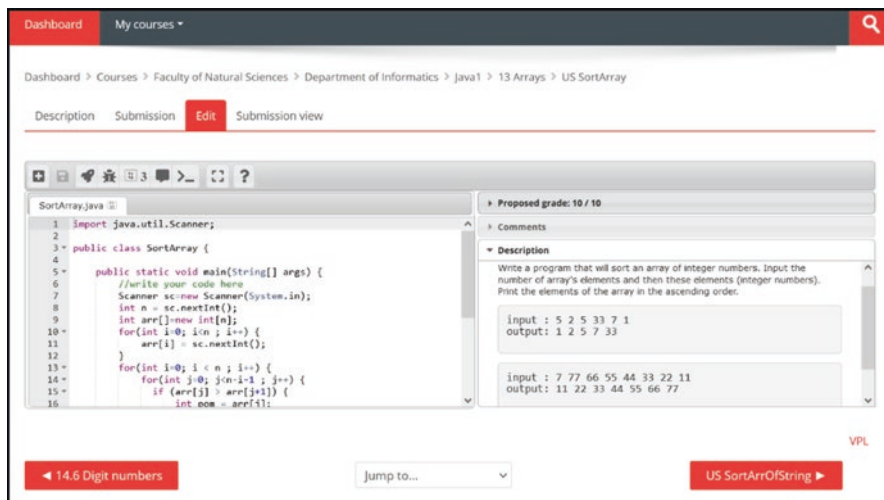 Dashboard My courses
Dashboard > Courses > Faculty of Natural Sciences > Department of Informatics > Java1 > 13 Arrays > US SortArray
Description Submission Edit Submission view
3 >_ ?
SortArray.java
Proposed grade: 10 / 10
Comments
Description
Write a program that will sort an array of integer numbers. Input the
number of array's elements and then these elements (integer numbers).
Print the elements of the array in the ascending order.
input : 5 2 5 33 7 1
output: 1 2 5 7 33
input : 7 77 66 55 44 33 22 11
output: 11 22 33 44 55 66 77
1 import java.util.Scanner;
2
3 public class SortArray {
4
5 public static void main(String[] args) {
6 //write your code here
7 Scanner sc=new Scanner(System.in);
8 int n = sc.nextInt();
9 int arr[]=new int[n];
10 for(int i=0; i<n ; i++) {
11 arr[i] = sc.nextInt();
12 }
13 for(int i=0; i < n ; i++) {
14 for(int j=0; j<n-i-1 ; j++) {
15 if (arr[j] > arr[j+1]) {
16 int pom = arr[j];
VPL
◄ 14.6 Digit numbers
Jump to...
US SortArrOfString ►